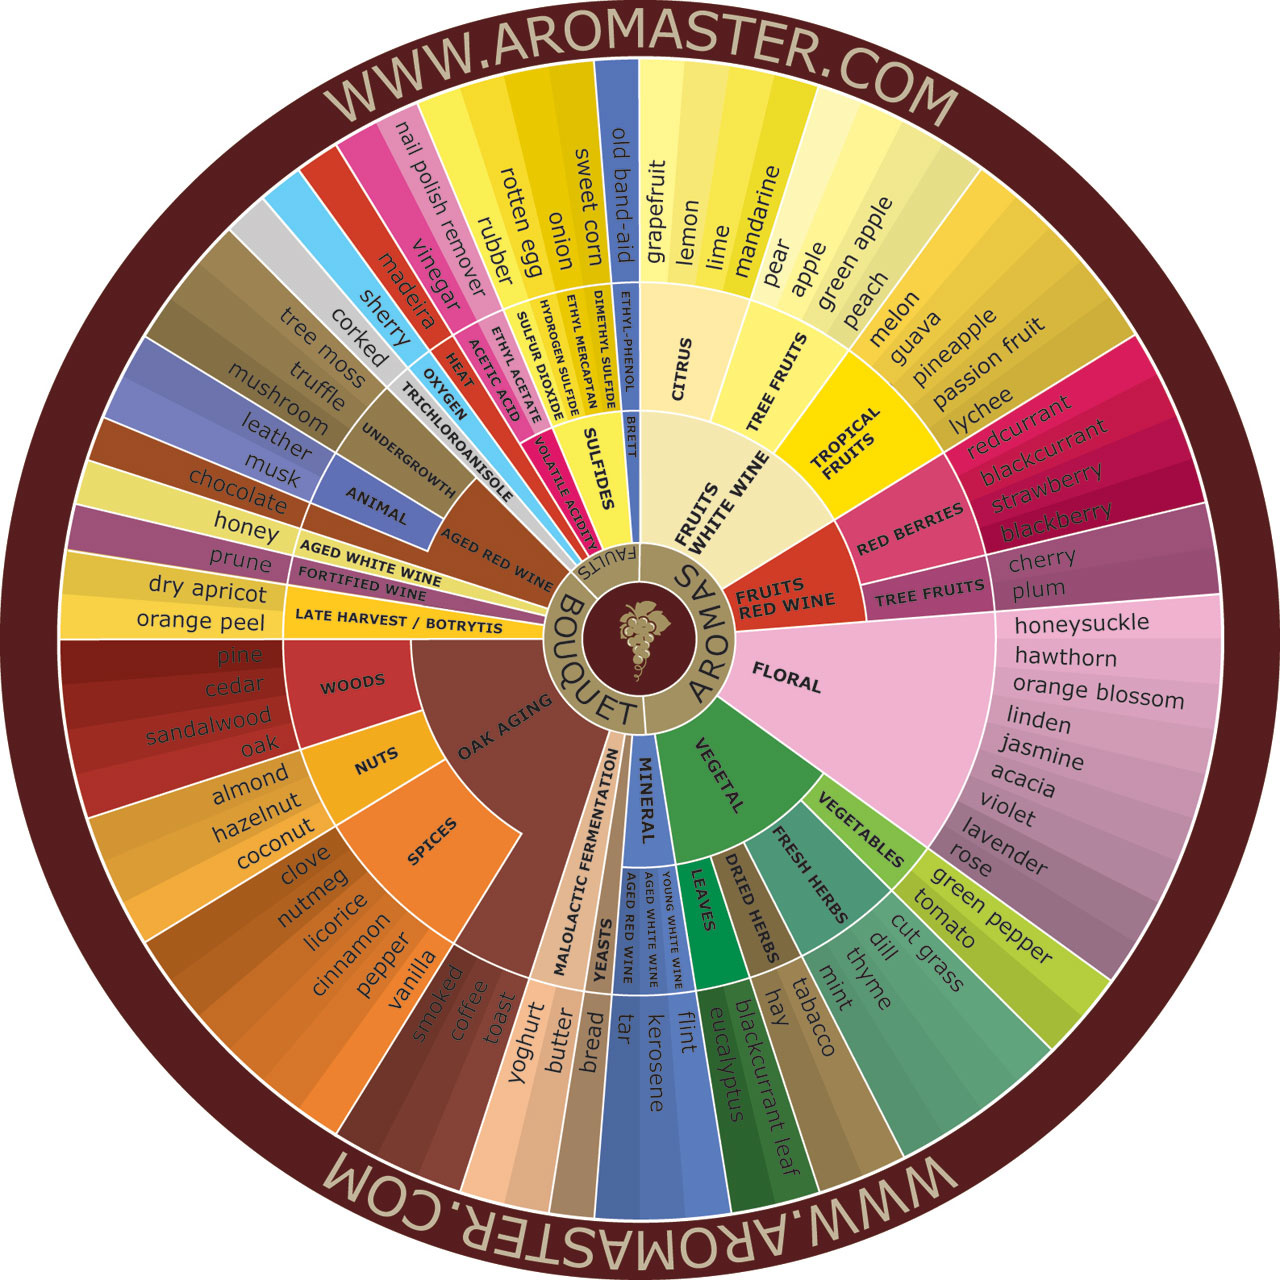 WWW.AROMASTER.COM
AROMAS
FRUITS
WHITE WINE
CITRUS
grapefruit
lemon
lime
mandarine
TREE FRUITS
pear
apple
green apple
peach
TROPICAL
FRUITS
melon
guava
pineapple
passion fruit
lychee
FRUITS
RED WINE
RED BERRIES
redcurrant
blackcurrant
strawberry
blackberry
TREE FRUITS
cherry
plum
FLORAL
honeysuckle
hawthorn
orange blossom
linden
jasmine
acacia
violet
lavender
rose
VEGETAL
VEGETABLES
green pepper
tomato
FRESH HERBS
cut grass
dill
thyme
mint
DRIED HERBS
tabacco
hay
LEAVES
blackcurrant leaf
eucalyptus
MINERAL
YOUNG WHITE WINE
flint
AGED WHITE WINE
kerosene
AGED RED WINE
tar
BOUQUET
YEASTS
bread
MALOLACTIC FERMENTATION
butter
yoghurt
OAK AGING
toast
coffee
smoked
SPICES
vanilla
pepper
cinnamon
licorice
nutmeg
clove
NUTS
coconut
hazelnut
almond
WOODS
oak
sandalwood
cedar
pine
LATE HARVEST / BOTRYTIS
orange peel
dry apricot
FORTIFIED WINE
prune
AGED WHITE WINE
honey
AGED RED WINE
chocolate
ANIMAL
musk
leather
UNDERGROWTH
mushroom
truffle
tree moss
FAULTS
TRICHLOROANISOLE
corked
OXYGEN
sherry
HEAT
madeira
VOLATILE ACIDITY
ACETIC ACID
vinegar
ETHYL ACETATE
nail polish remover
SULFIDES
SULFUR DIOXIDE
rubber
HYDROGEN SULFIDE
rotten egg
ETHYL MERCAPTAN
onion
DIMETHYL SULFIDE
sweet corn
BRETT
ETHYL-PHENOL
old band-aid
WWW.AROMASTER.COM